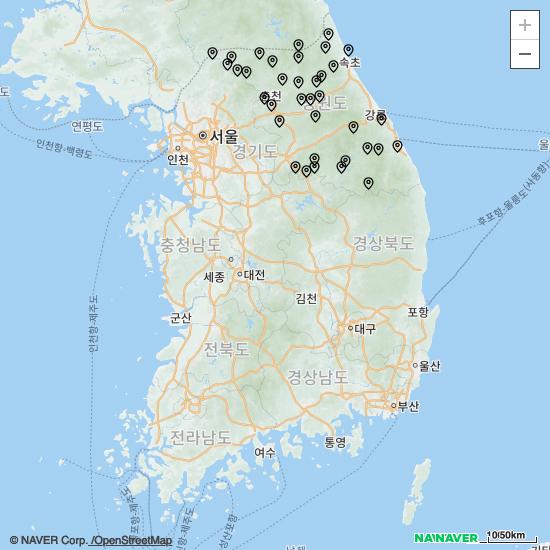 +
−
속초
연평도
춘천
강원도
강릉
서울
인천
경기도
인천항-백령도
울
후포항-울릉도(사동항)
충청남도
경상북도
세종
대전
인천항-제주도
김천
군산
포항
대구
전북도
울산
경상남도
부산
전라남도
통영
여수
© NAVER Corp. /OpenStreetMap
NAVER
10/50km